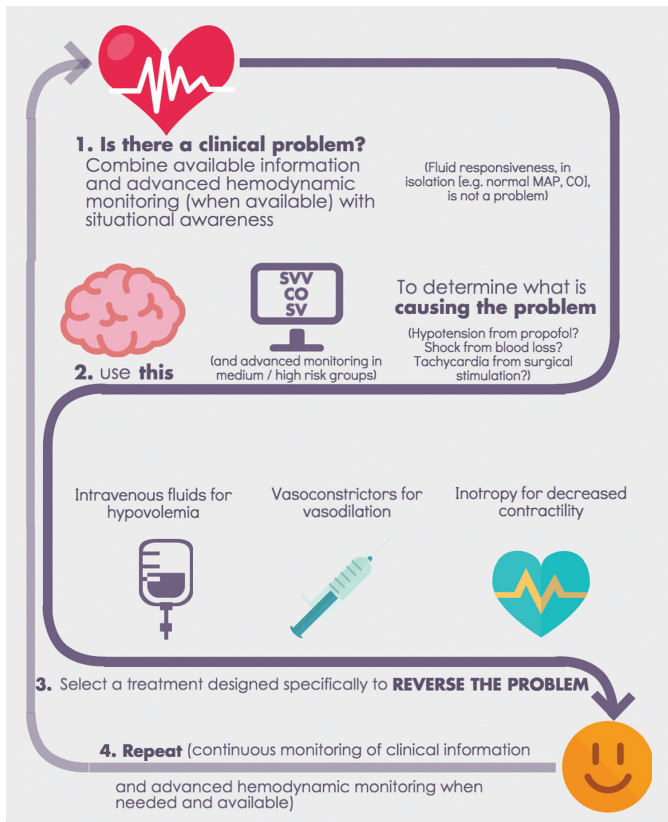 1. Is there a clinical problem?
Combine available information
and advanced hemodynamic
monitoring (when available) with
situational awareness
(Fluid responsiveness, in
isolation [e.g. normal MAP, CO],
is not a problem)
SVV
CO
SV
To determine what is
causing the problem
(Hypotension from propofol?
Shock from blood loss?
Tachycardia from surgical
stimulation?)
2. use this
(and advanced monitoring in
medium / high risk groups)
Intravenous fluids for
hypovolemia
Vasoconstrictors for
vasodilation
Inotropy for decreased
contractility
3. Select a treatment designed specifically to REVERSE THE PROBLEM
4. Repeat (continuous monitoring of clinical information
and advanced hemodynamic monitoring when
needed and available)